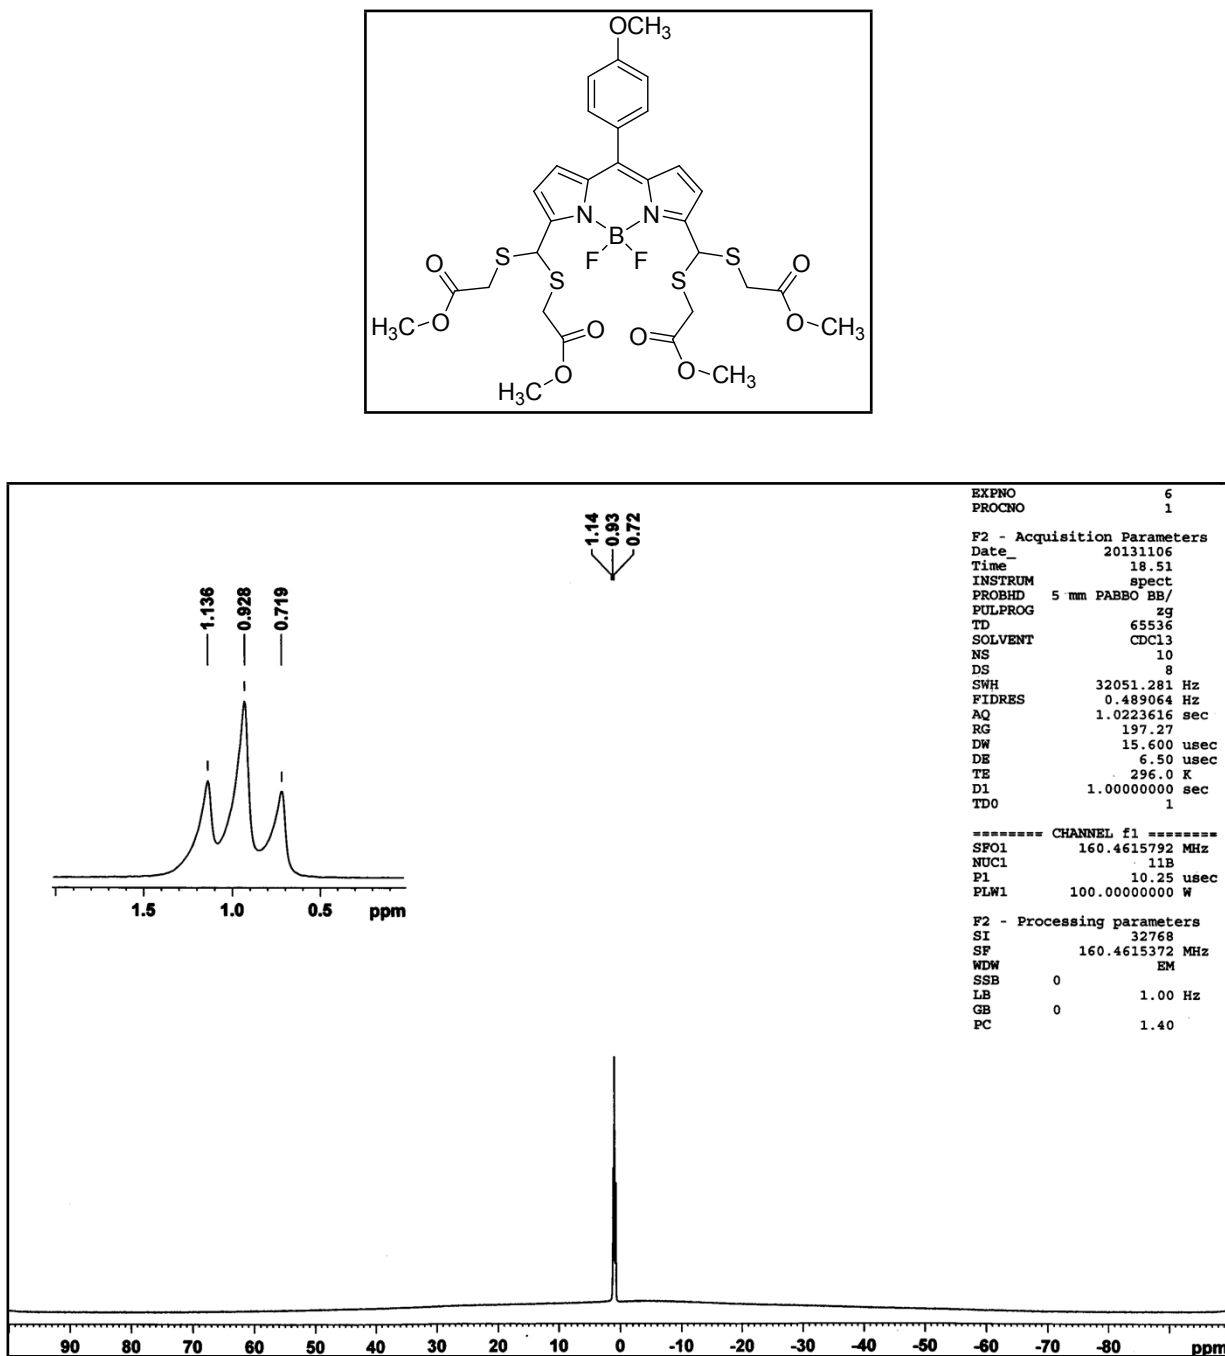 OCH3
N N
B
F F
S S
S S
O O
H3C O O CH3
O O
O O
H3C CH3
1.14
0.93
0.72
1.136
0.928
0.719
1.5 1.0 0.5 ppm
EXPNO 6
PROCNO 1
F2 - Acquisition Parameters
Date_ 20131106
Time 18.51
INSTRUM spect
PROBHD 5 mm PABBO BB/
PULPROG zg
TD 65536
SOLVENT CDCl3
NS 10
DS 8
SWH 32051.281 Hz
FIDRES 0.489064 Hz
AQ 1.0223616 sec
RG 197.27
DW 15.600 usec
DE 6.50 usec
TE 296.0 K
D1 1.00000000 sec
TD0 1
======== CHANNEL f1 ========
SFO1 160.4615792 MHz
NUC1 11B
P1 10.25 usec
PLW1 100.00000000 W
F2 - Processing parameters
SI 32768
SF 160.4615372 MHz
WDW EM
SSB 0
LB 1.00 Hz
GB 0
PC 1.40
90 80 70 60 50 40 30 20 10 0 -10 -20 -30 -40 -50 -60 -70 -80 ppm